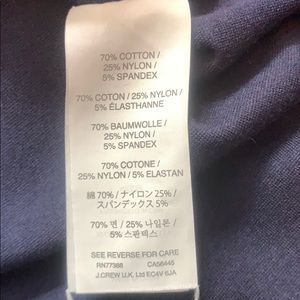 70% COTTON /
25% NYLON /
5% SPANDEX
70% COTON / 25% NYLON /
5% ÉLASTHANNE
70% BAUMWOLLE /
25% NYLON /
5% SPANDEX
70% COTONE /
25% NYLON / 5% ELASTAN
綿 70% / ナイロン 25% /
スパンデックス 5%
70% 면 / 25% 나일론 /
5% 스판덱스
SEE REVERSE FOR CARE
RN77388 CA56445
J.CREW U.K. Ltd EC4V 6JA